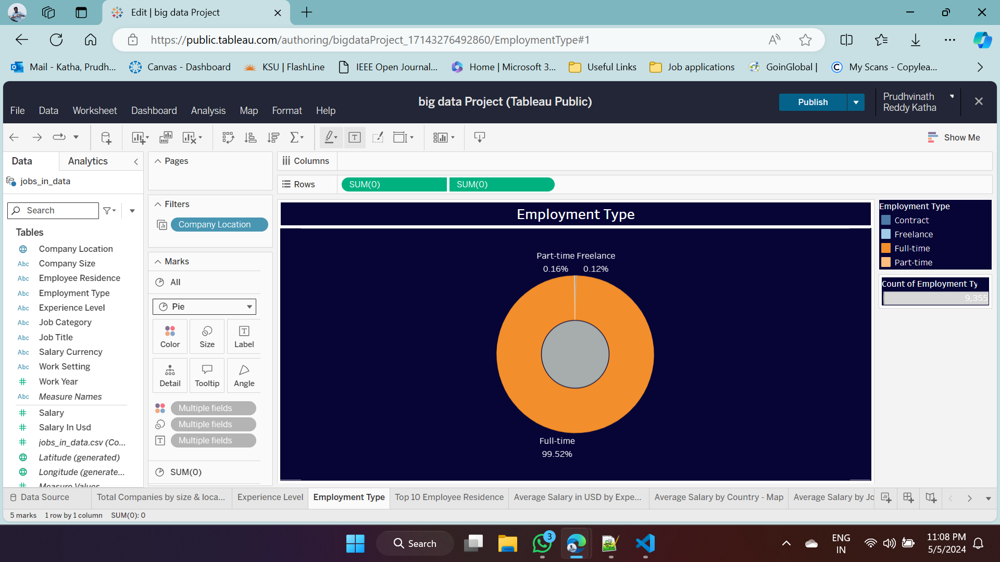 Edit | big data Project
https://public.tableau.com/authoring/bigdataProject_17143276492860/EmploymentType#1
Mail - Katha, Prudh... Canvas - Dashboard KSU | FlashLine IEEE Open Journal... Home | Microsoft 3... Useful Links Job applications GoinGlobal | My Scans - Copylea...
big data Project (Tableau Public)
File Data Worksheet Dashboard Analysis Map Format Help
Publish
Prudhvinath
Reddy Katha
Show Me
Data Analytics
jobs_in_data
Search
Tables
Company Location
Abc Company Size
Abc Employee Residence
Abc Employment Type
Abc Experience Level
Abc Job Category
Abc Job Title
Abc Salary Currency
Abc Work Setting
Work Year
Abc Measure Names
Salary
Salary In Usd
jobs_in_data.csv (Co...
Latitude (generated)
Longitude (generate...
Measure Values
Pages
Filters
Company Location
Marks
All
Pie
Color Size Label
Detail Tooltip Angle
Multiple fields
Multiple fields
Multiple fields
SUM(0)
Columns
Rows SUM(0) SUM(0)
Employment Type
Part-time Freelance
0.16% 0.12%
Full-time
99.52%
Employment Type
Contract
Freelance
Full-time
Part-time
Count of Employment Ty
9,355
Data Source Total Companies by size & loca... Experience Level Employment Type Top 10 Employee Residence Average Salary in USD by Expe... Average Salary by Country - Map Average Salary by Jo
5 marks 1 row by 1 column SUM(0): 0
Search
3
ENG
IN
11:08 PM
5/5/2024